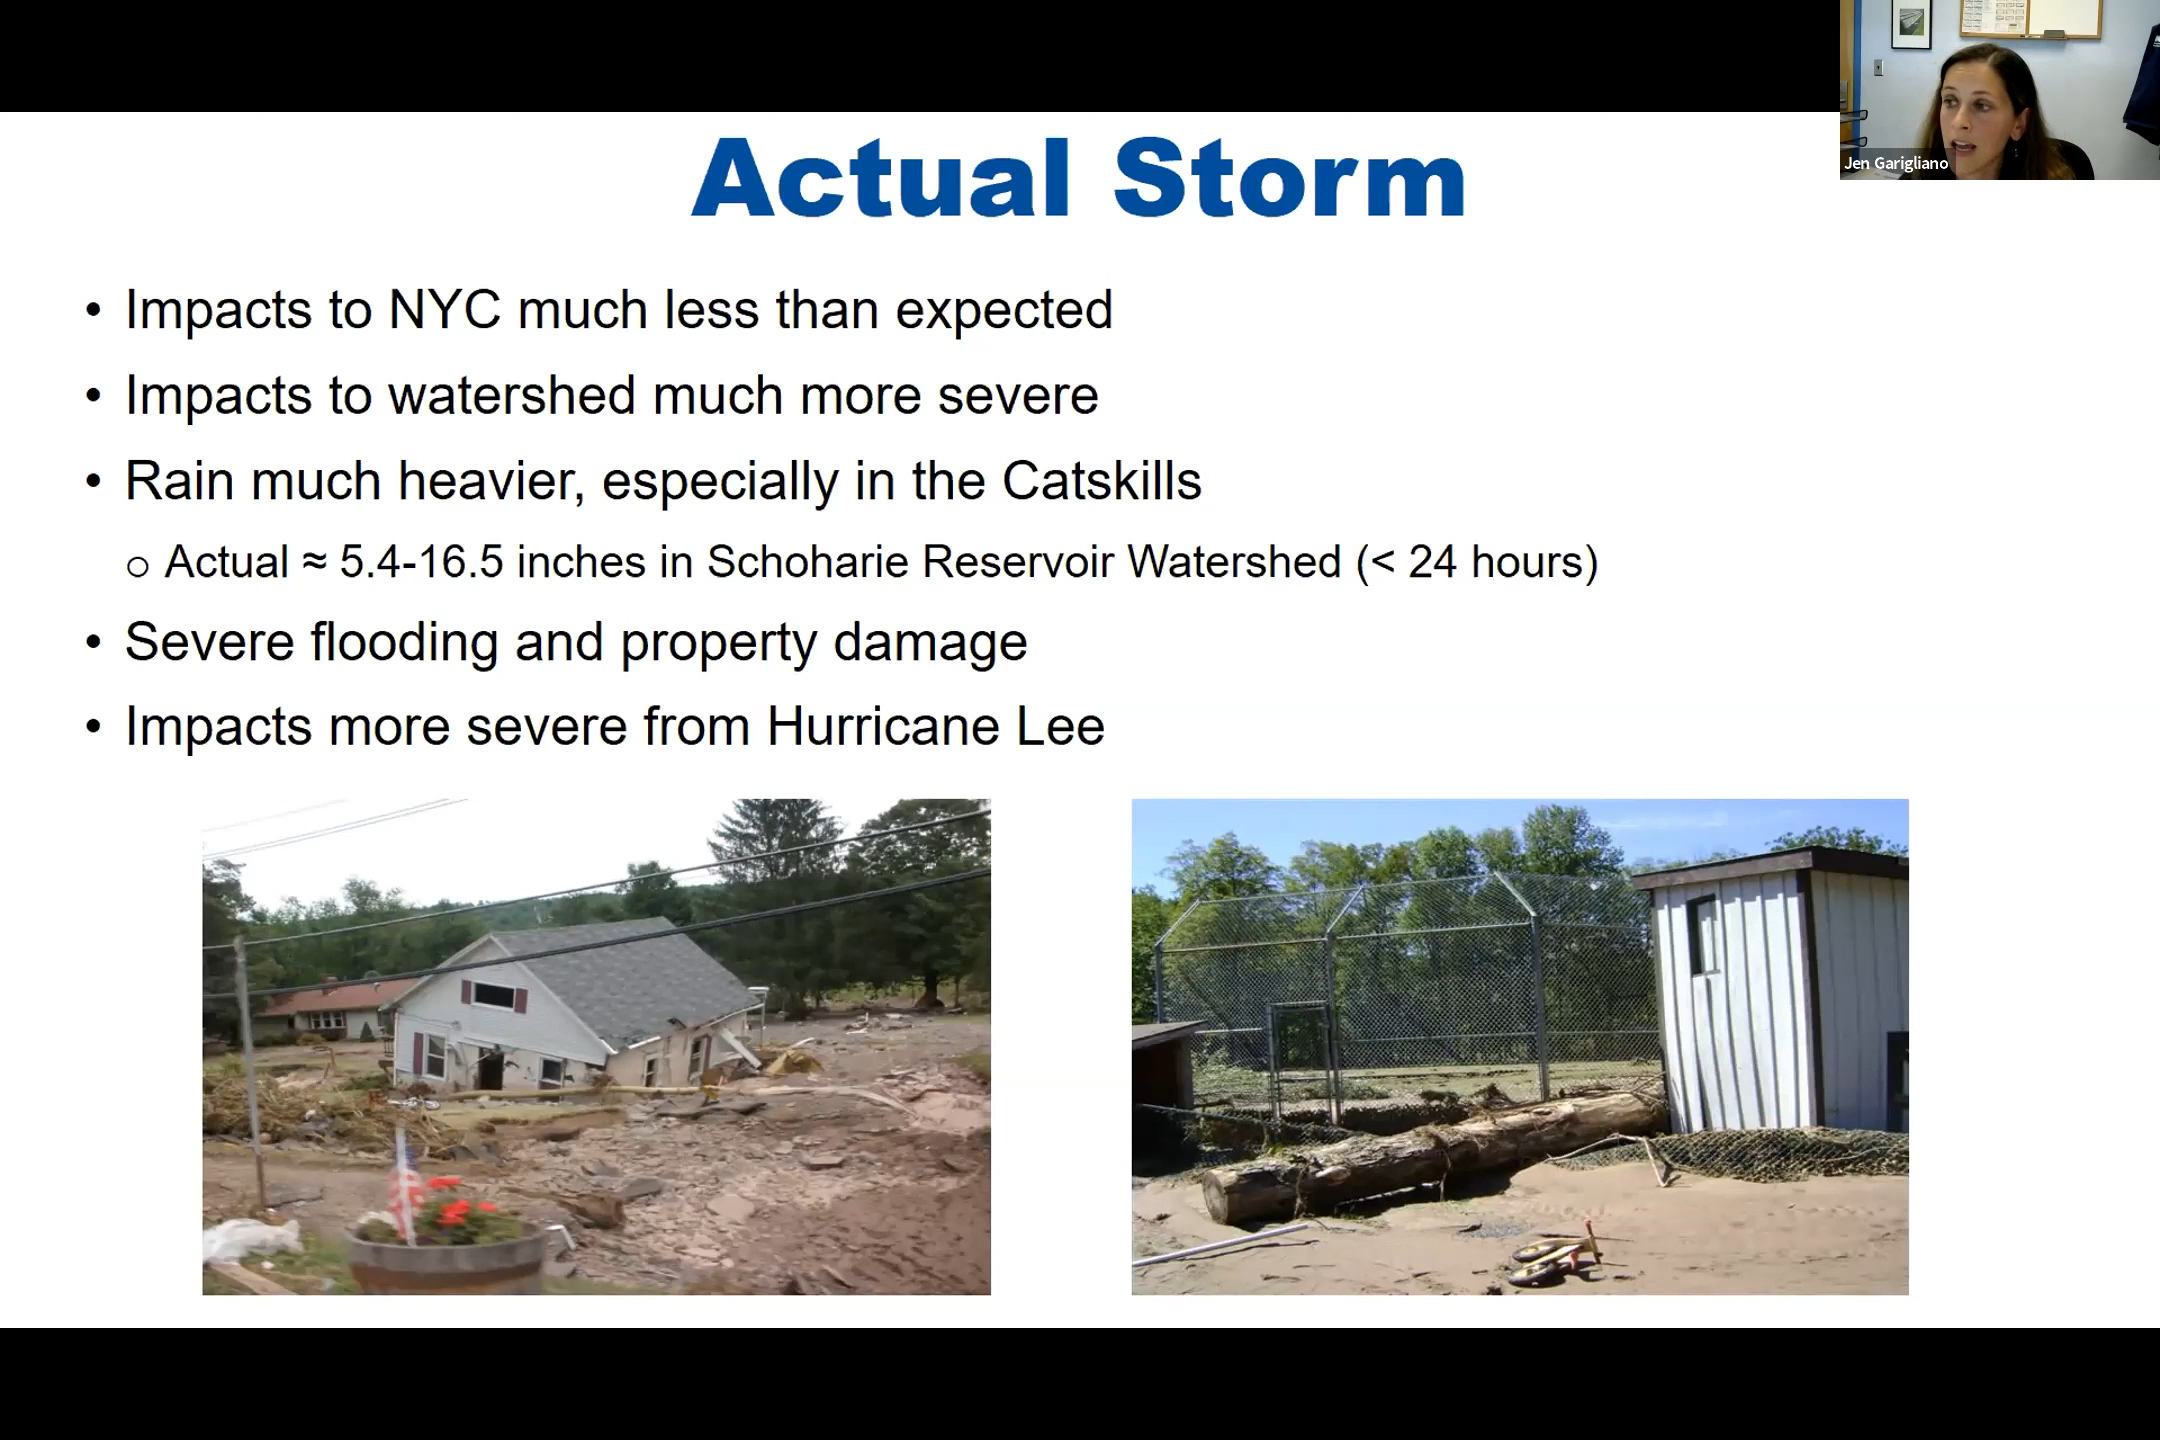 Actual Storm
Jen Garigliano
• Impacts to NYC much less than expected
• Impacts to watershed much more severe
• Rain much heavier, especially in the Catskills
o Actual ≈ 5.4-16.5 inches in Schoharie Reservoir Watershed (< 24 hours)
• Severe flooding and property damage
• Impacts more severe from Hurricane Lee